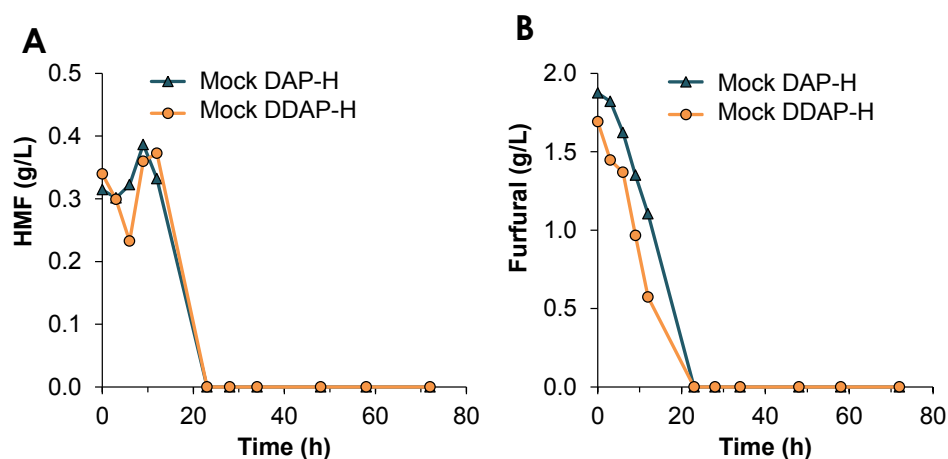 A
0.5
0.4
0.3
0.2
0.1
0.0
HMF (g/L)
Mock DAP-H
Mock DDAP-H
0 20 40 60 80
Time (h)
B
2.0
1.5
1.0
0.5
0.0
Furfural (g/L)
Mock DAP-H
Mock DDAP-H
0 20 40 60 80
Time (h)